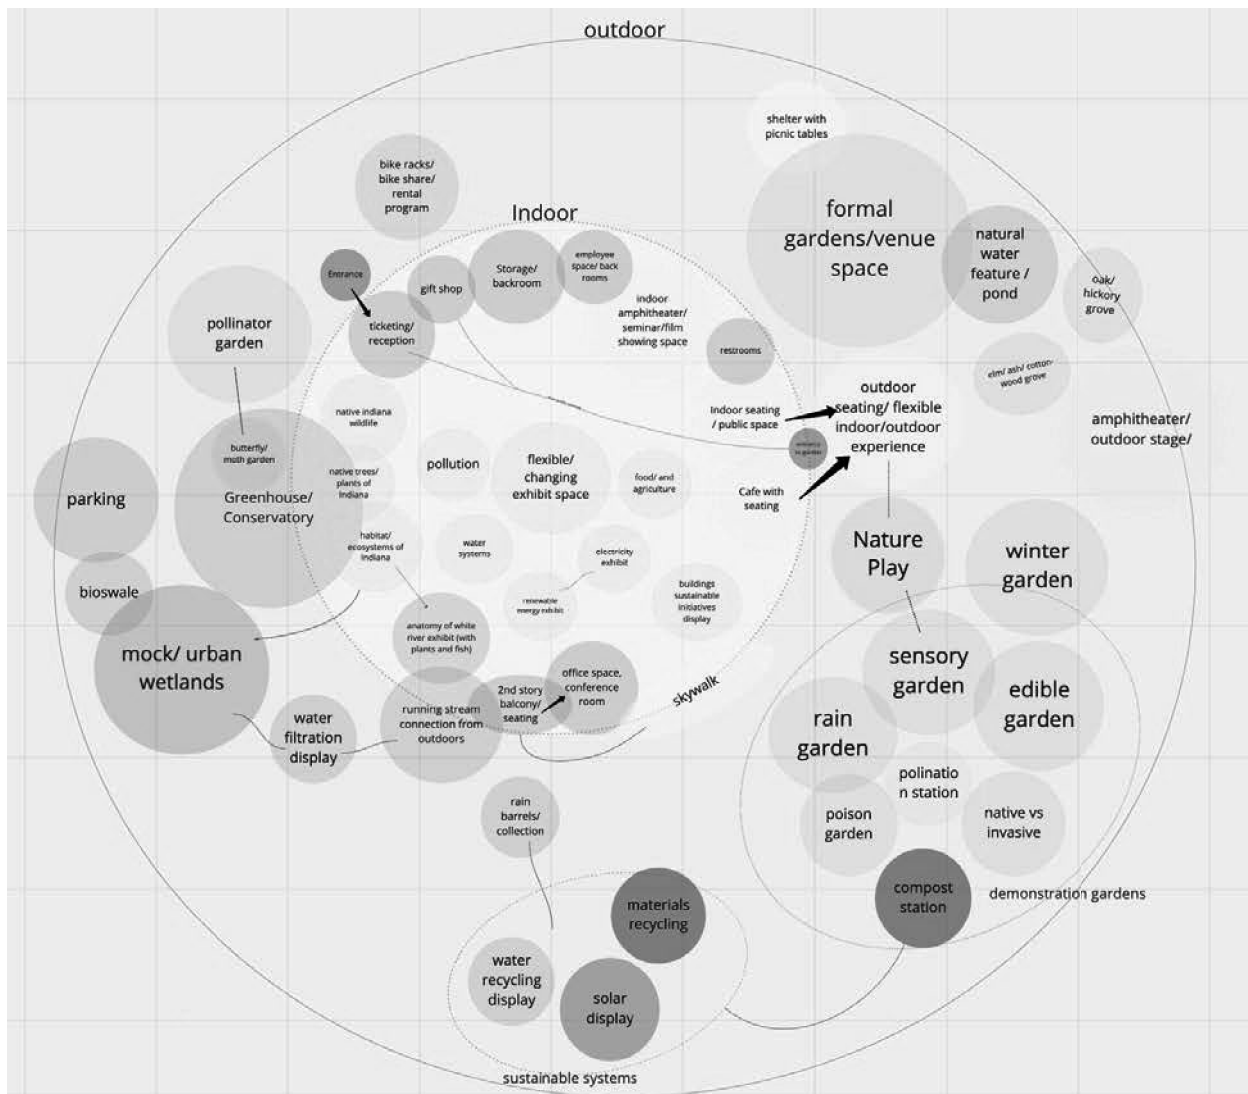 outdoor
shelter with
picnic tables
bike racks/
bike share/
rental
program
Indoor
formal
gardens/venue
space
natural
water
feature /
pond
oak/
hickory
grove
Entrance
gift shop
Storage/
backroom
employee
space/ back
rooms
indoor
amphitheater/
seminar/film
showing space
ticketing/
reception
restrooms
pollinator
garden
elm/ ash/ cotton-
wood grove
native indiana
wildlife
Indoor seating
/ public space
outdoor
seating/ flexible
indoor/outdoor
experience
amphitheater/
outdoor stage/
butterfly/
moth garden
native trees/
plants of
Indiana
pollution
flexible/
changing
exhibit space
food/ and
agriculture
Cafe with
seating
parking
Greenhouse/
Conservatory
habitat/
ecosystems of
Indiana
water
systems
electricity
exhibit
Nature
Play
winter
garden
bioswale
renewable
energy exhibit
buildings
sustainable
initiatives
display
mock/ urban
wetlands
anatomy of white
river exhibit (with
plants and fish)
sensory
garden
edible
garden
office space,
conference
room
2nd story
balcony/
seating
skywalk
running stream
connection from
outdoors
water
filtration
display
rain
garden
polinatio
n station
rain
barrels/
collection
poison
garden
native vs
invasive
compost
station
demonstration gardens
materials
recycling
water
recycling
display
solar
display
sustainable systems